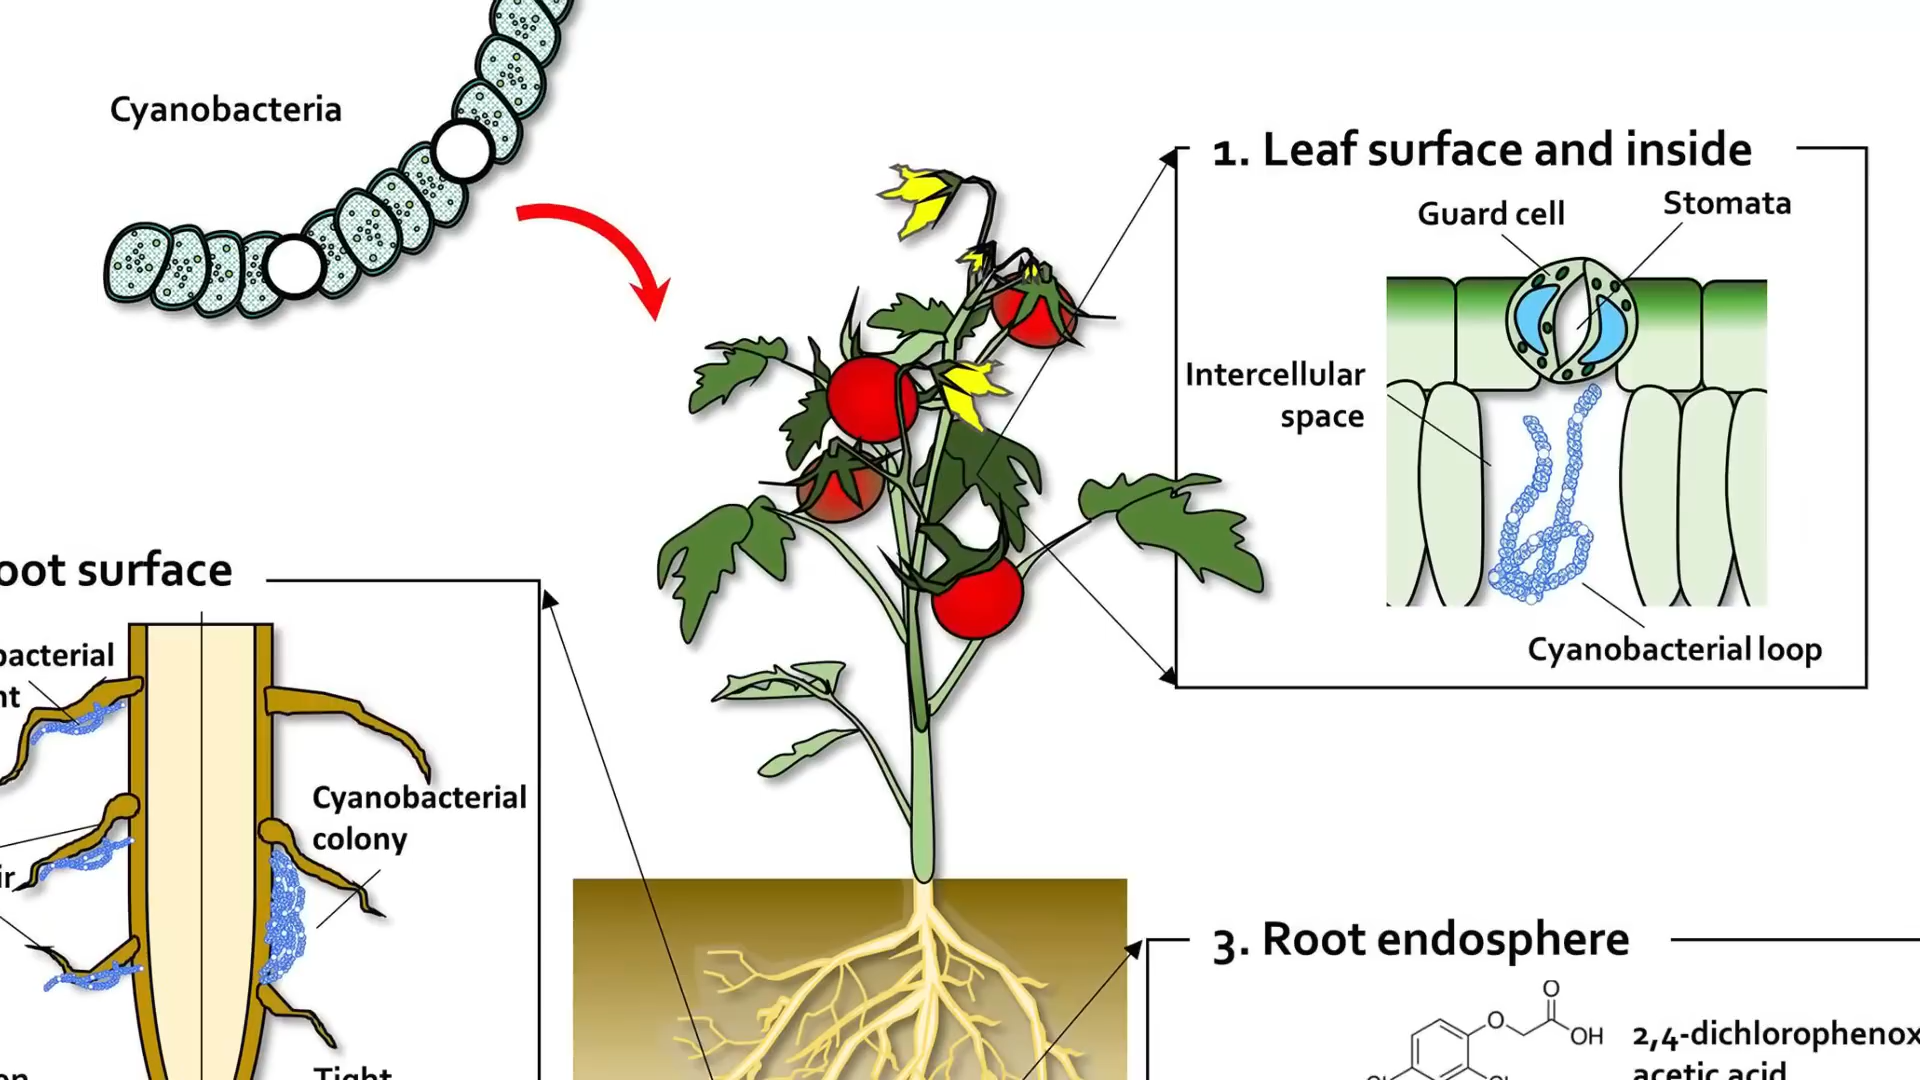 Cyanobacteria
1. Leaf surface and inside
Guard cell
Stomata
Intercellular
space
Cyanobacterial loop
oot surface
bacterial
nt
Cyanobacterial
colony
ir
Tight
3. Root endosphere
O
O
OH
2,4-dichlorophenox
acetic acid